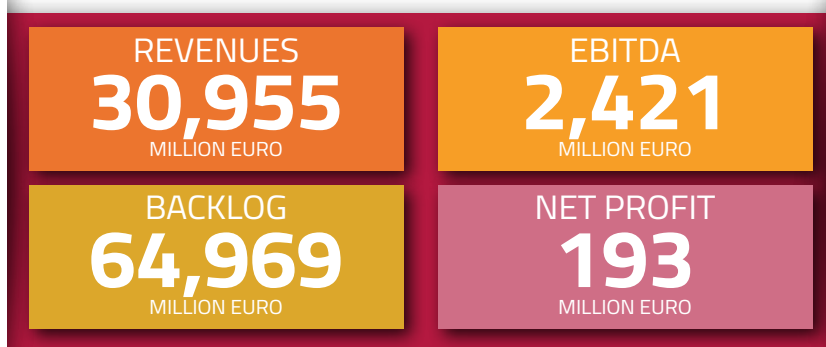 REVENUES
30,955
MILLION EURO
EBITDA
2,421
MILLION EURO
BACKLOG
64,969
MILLION EURO
NET PROFIT
193
MILLION EURO